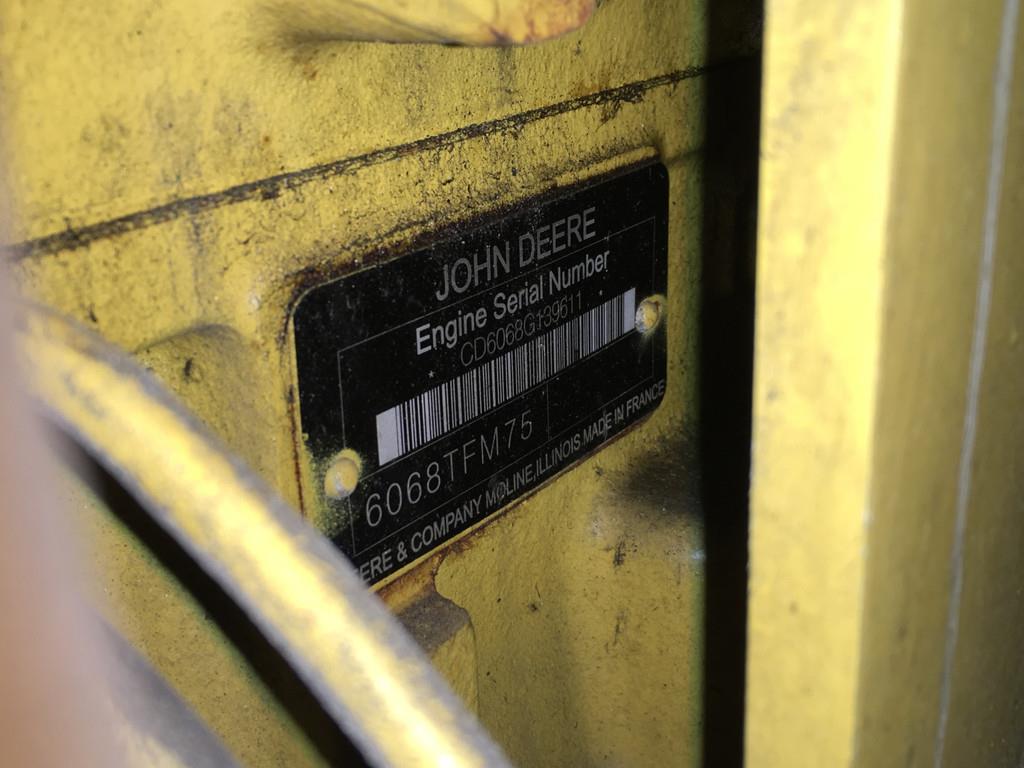 JOHN DEERE
Engine Serial Number
CD6068G139611
* *
6068TFM75
ERE & COMPANY MOLINE, ILLINOIS MADE IN FRANCE